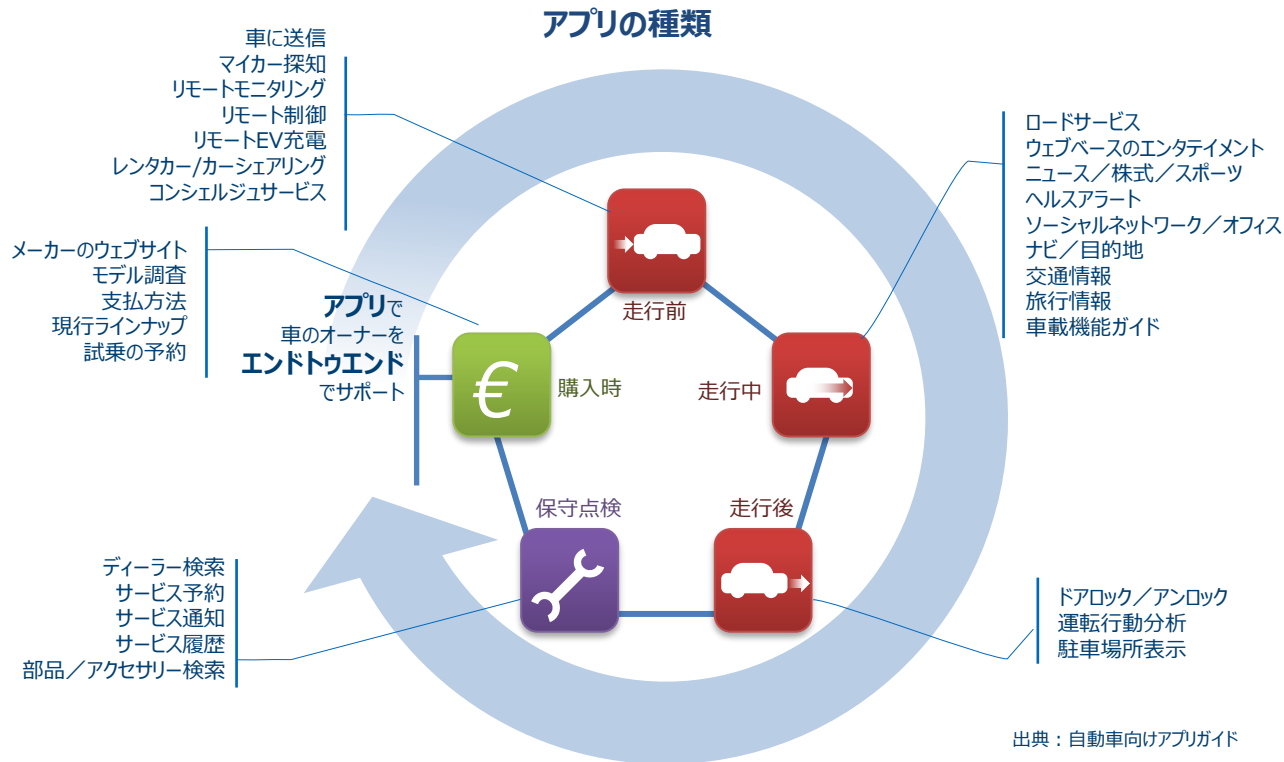 アプリの種類
車に送信
マイカー探知
リモートモニタリング
リモート制御
リモートEV充電
レンタカー/カーシェアリング
コンシェルジュサービス
ロードサービス
ウェブベースのエンタテイメント
ニュース／株式／スポーツ
ヘルスアラート
ソーシャルネットワーク／オフィス
ナビ／目的地
交通情報
旅行情報
車載機能ガイド
メーカーのウェブサイト
モデル調査
支払方法
現行ラインナップ
試乗の予約
アプリで
車のオーナーを
エンドトゥエンド
でサポート
走行前
€
購入時
走行中
保守点検
走行後
ディーラー検索
サービス予約
サービス通知
サービス履歴
部品／アクセサリー検索
ドアロック／アンロック
運転行動分析
駐車場所表示
出典：自動車向けアプリガイド